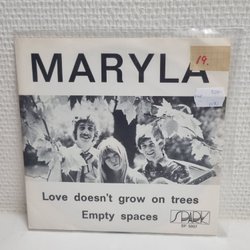 19.
MARYLA
Love doesn't grow on trees
Empty spaces
SPARK